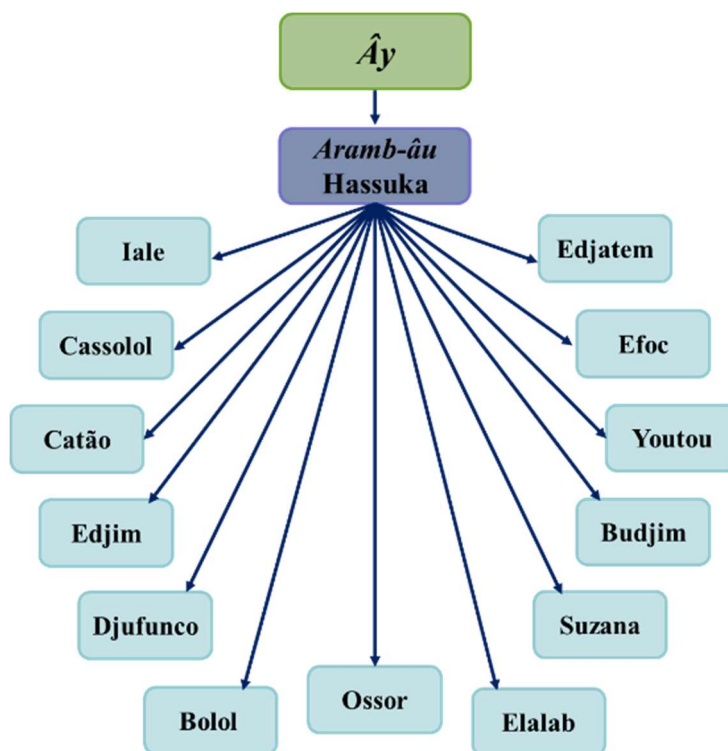 Ây
Aramb-âu
Hassuka
Iale
Edjatem
Cassolol
Efoc
Catão
Youtou
Edjim
Budjim
Djufunco
Suzana
Bolol
Ossor
Elalab